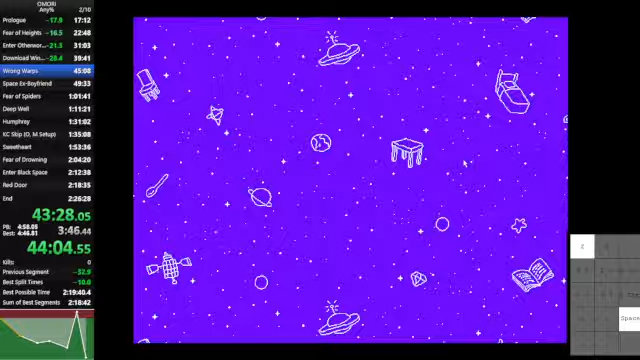 OMORI
Any% 2/10
Prologue -17.9 17:12
Fear of Heights -16.5 22:48
Enter Otherwor... -21.3 31:03
Download Win... -28.4 39:41
Wrong Warps 45:08
Space Ex-Boyfriend 49:33
Fear of Spiders 1:01:41
Deep Well 1:11:21
Humphrey 1:31:02
KC Skip (O, M Setup) 1:35:08
Sweetheart 1:53:36
Fear of Drowning 2:04:20
Enter Black Space 2:12:38
Red Door 2:18:35
End 2:26:28
43:28.05
PB: 4:58.05
Best: 4:46.81
3:46.44
44:04.55
Kills: 0
Previous Segment -32.9
Best Split Times -10.0
Best Possible Time 2:19:40.4
Sum of Best Segments 2:18:42
Z
Space